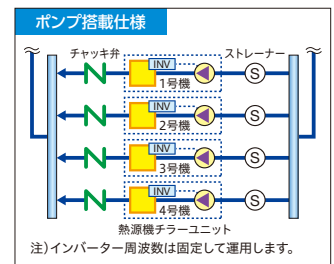 ポンプ搭載仕様
チャッキ弁 ストレーナー
INV
1号機
S
INV
2号機
S
INV
3号機
S
INV
4号機
S
熱源機チラーユニット
注)インバーター周波数は固定して運用します。